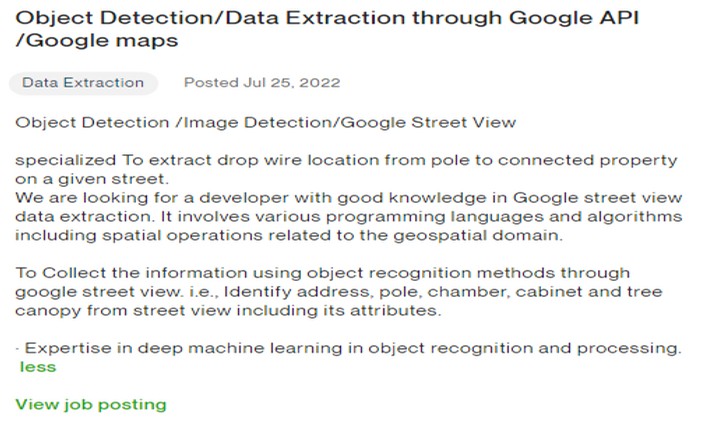 Object Detection/Data Extraction through Google API
/Google maps
Data Extraction Posted Jul 25, 2022
Object Detection /Image Detection/Google Street View
specialized To extract drop wire location from pole to connected property
on a given street.
We are looking for a developer with good knowledge in Google street view
data extraction. It involves various programming languages and algorithms
including spatial operations related to the geospatial domain.
To Collect the information using object recognition methods through
google street view. i.e., Identify address, pole, chamber, cabinet and tree
canopy from street view including its attributes.
· Expertise in deep machine learning in object recognition and processing.
less
View job posting